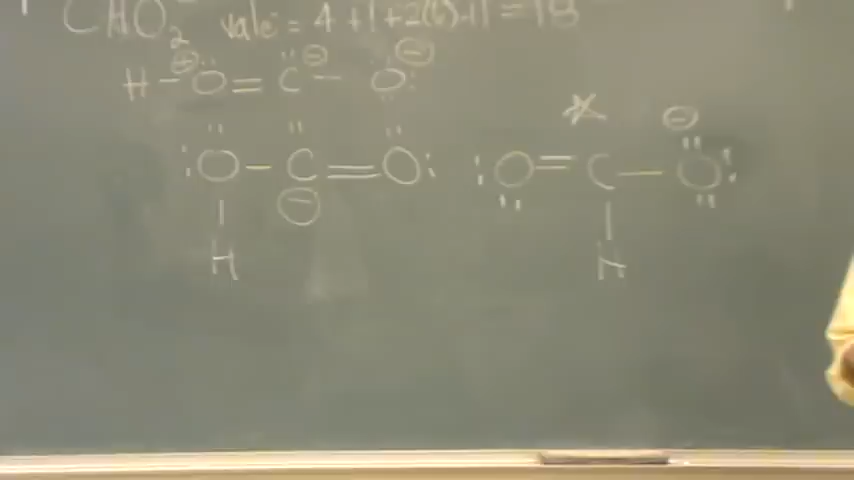 CHO₂⁻ vale⁻ = 4 + 1 + 2(6) + 1 = 18
H - O = C - O
⊕ ⊖ ⊖
* ⊖
:O - C = O: :O = C - O:
⊖
H H